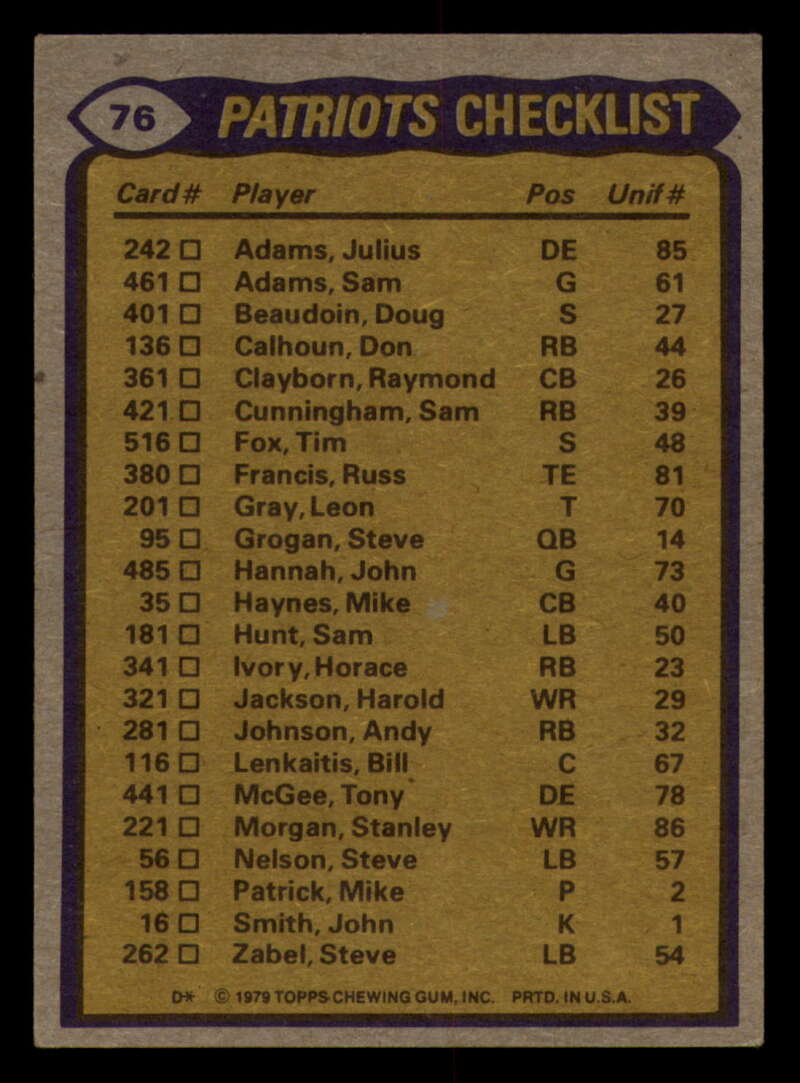 76 PATRIOTS CHECKLIST
Card# Player Pos Unif#
242 □ Adams, Julius DE 85
461 □ Adams, Sam G 61
401 □ Beaudoin, Doug S 27
136 □ Calhoun, Don RB 44
361 □ Clayborn, Raymond CB 26
421 □ Cunningham, Sam RB 39
516 □ Fox, Tim S 48
380 □ Francis, Russ TE 81
201 □ Gray, Leon T 70
95 □ Grogan, Steve QB 14
485 □ Hannah, John G 73
35 □ Haynes, Mike CB 40
181 □ Hunt, Sam LB 50
341 □ Ivory, Horace RB 23
321 □ Jackson, Harold WR 29
281 □ Johnson, Andy RB 32
116 □ Lenkaitis, Bill C 67
441 □ McGee, Tony DE 78
221 □ Morgan, Stanley WR 86
56 □ Nelson, Steve LB 57
158 □ Patrick, Mike P 2
16 □ Smith, John K 1
262 □ Zabel, Steve LB 54
D* © 1979 TOPPS CHEWING GUM, INC. PRTD. IN U.S.A.